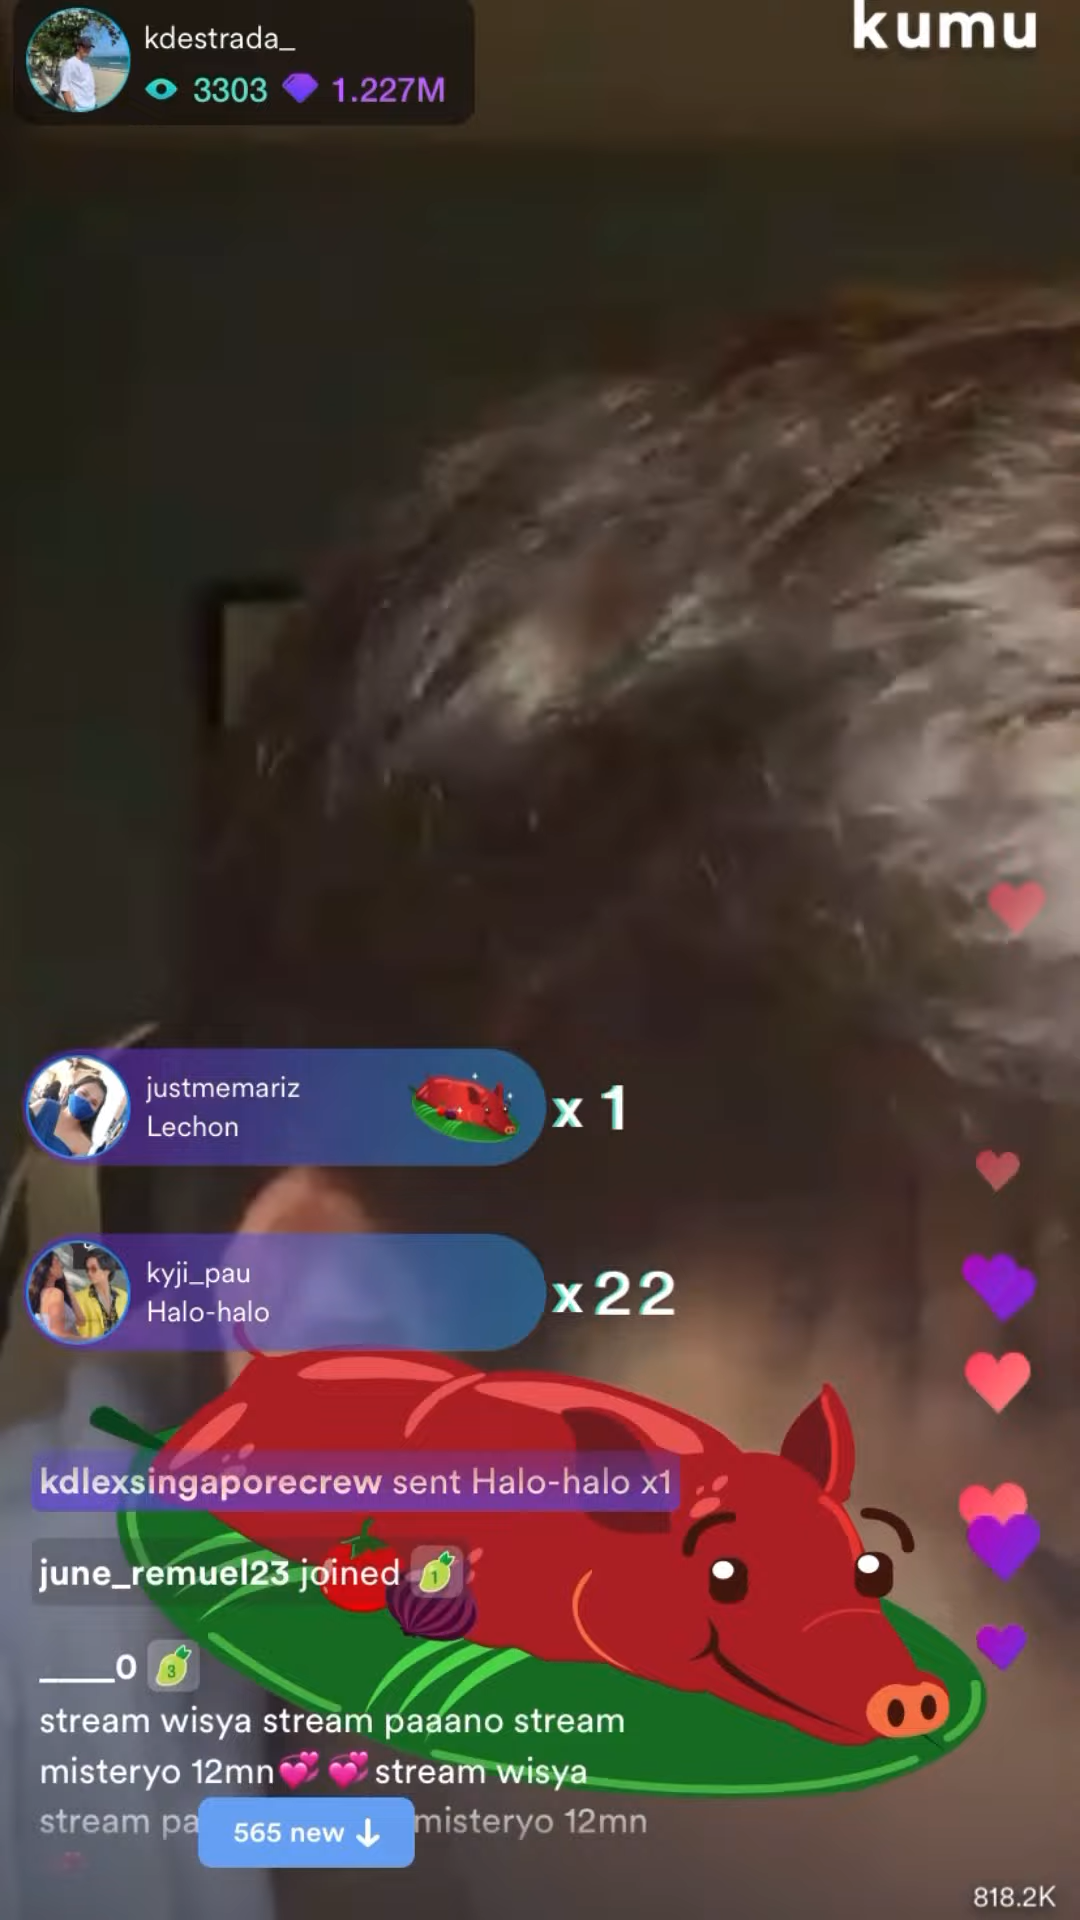 kdestrada_
kumu
3303 1.227M
justmemariz
Lechon
x 1
kyji_pau
Halo-halo
x 22
kdlexsingaporecrew sent Halo-halo x1
june_remuel23 joined 1
____0 3
stream wisya stream paaano stream
misteryo 12mn💞 💞 stream wisya
stream pa misteryo 12mn
565 new ↓
818.2K